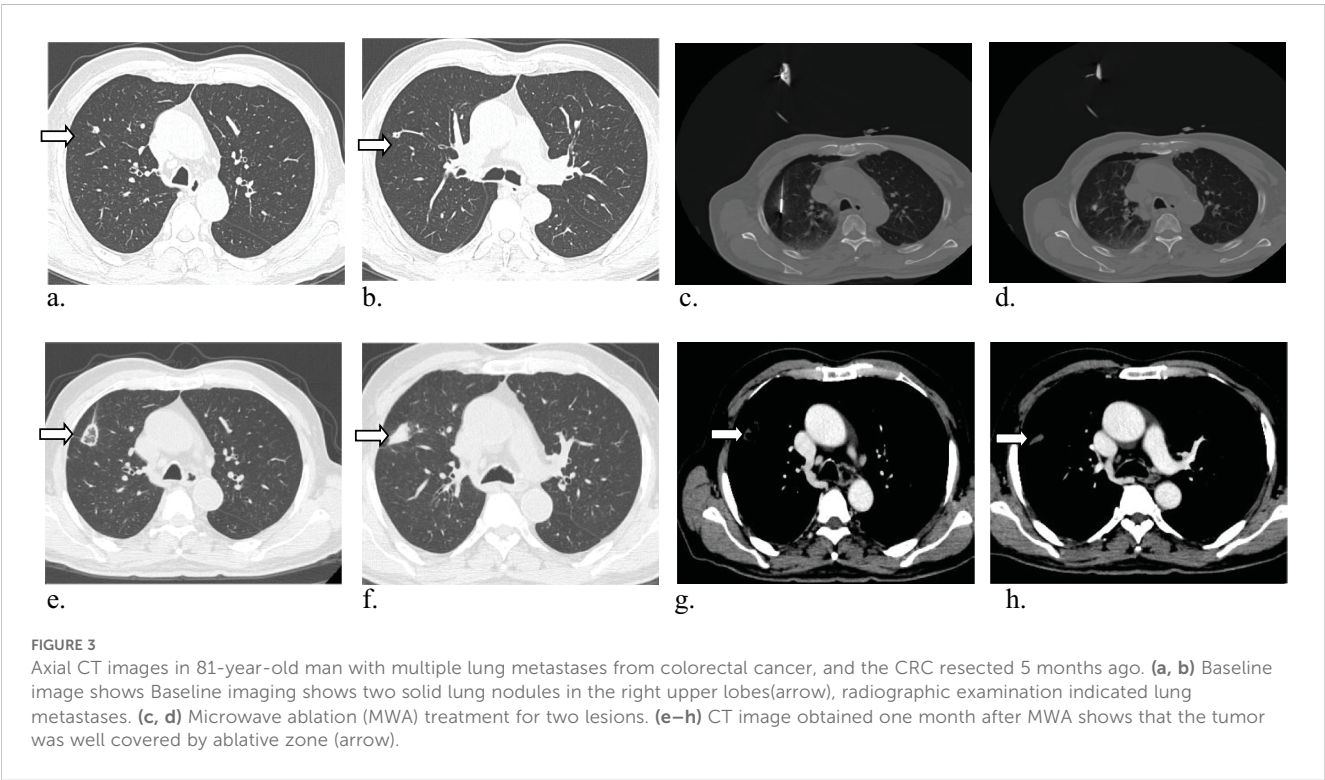 a.
b.
c.
d.
e.
f.
g.
h.
FIGURE 3
Axial CT images in 81-year-old man with multiple lung metastases from colorectal cancer, and the CRC resected 5 months ago. (a, b) Baseline
image shows Baseline imaging shows two solid lung nodules in the right upper lobes(arrow), radiographic examination indicated lung
metastases. (c, d) Microwave ablation (MWA) treatment for two lesions. (e–h) CT image obtained one month after MWA shows that the tumor
was well covered by ablative zone (arrow).